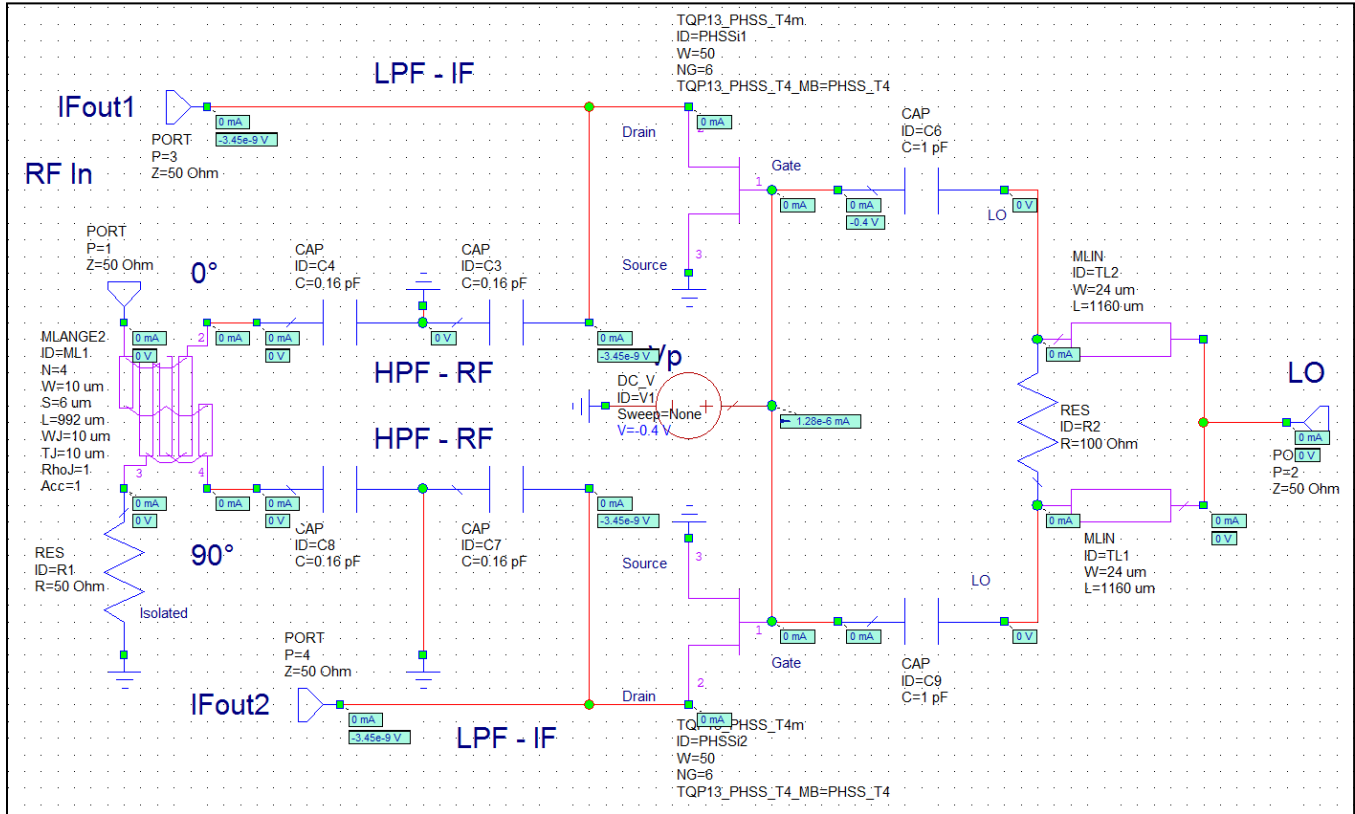 TQP13_PHSS_T4m
ID=PHSSi1
W=50
NG=6
TQP13_PHSS_T4_MB=PHSS_T4
LPF - IF
IFout1
0 mA
-3.45e-9 V
PORT
P=3
Z=50 Ohm
Drain
0 mA
2
CAP
ID=C6
C=1 pF
Gate
1
0 mA
0 mA
-0.4 V
0 V
LO
RF In
PORT
P=1
Z=50 Ohm
0°
CAP
ID=C4
C=0.16 pF
CAP
ID=C3
C=0.16 pF
Source
3
MLIN
ID=TL2
W=24 um
L=1160 um
MLANGE2
ID=ML1
N=4
W=10 um
S=6 um
L=992 um
WJ=10 um
TJ=10 um
RhoJ=1
Acc=1
0 mA
0 V
2
0 mA
0 mA
0 V
0 V
0 mA
-3.45e-9 V
HPF - RF
Vp
DC_V
ID=V1
Sweep=None
V=-0.4 V
1.28e-6 mA
0 mA
RES
ID=R2
R=100 Ohm
LO
0 mA
0 V
PO
P=2
Z=50 Ohm
HPF - RF
3
4
0 mA
0 V
0 mA
0 mA
0 V
0 mA
-3.45e-9 V
CAP
ID=C8
C=0.16 pF
CAP
ID=C7
C=0.16 pF
RES
ID=R1
R=50 Ohm
90°
Isolated
Source
3
0 mA
0 mA
0 V
MLIN
ID=TL1
W=24 um
L=1160 um
LO
1
0 mA
0 mA
0 V
Gate
CAP
ID=C9
C=1 pF
PORT
P=4
Z=50 Ohm
IFout2
0 mA
-3.45e-9 V
LPF - IF
Drain
2
0 mA
ID=PHSSi2
W=50
NG=6
TQP13_PHSS_T4_MB=PHSS_T4